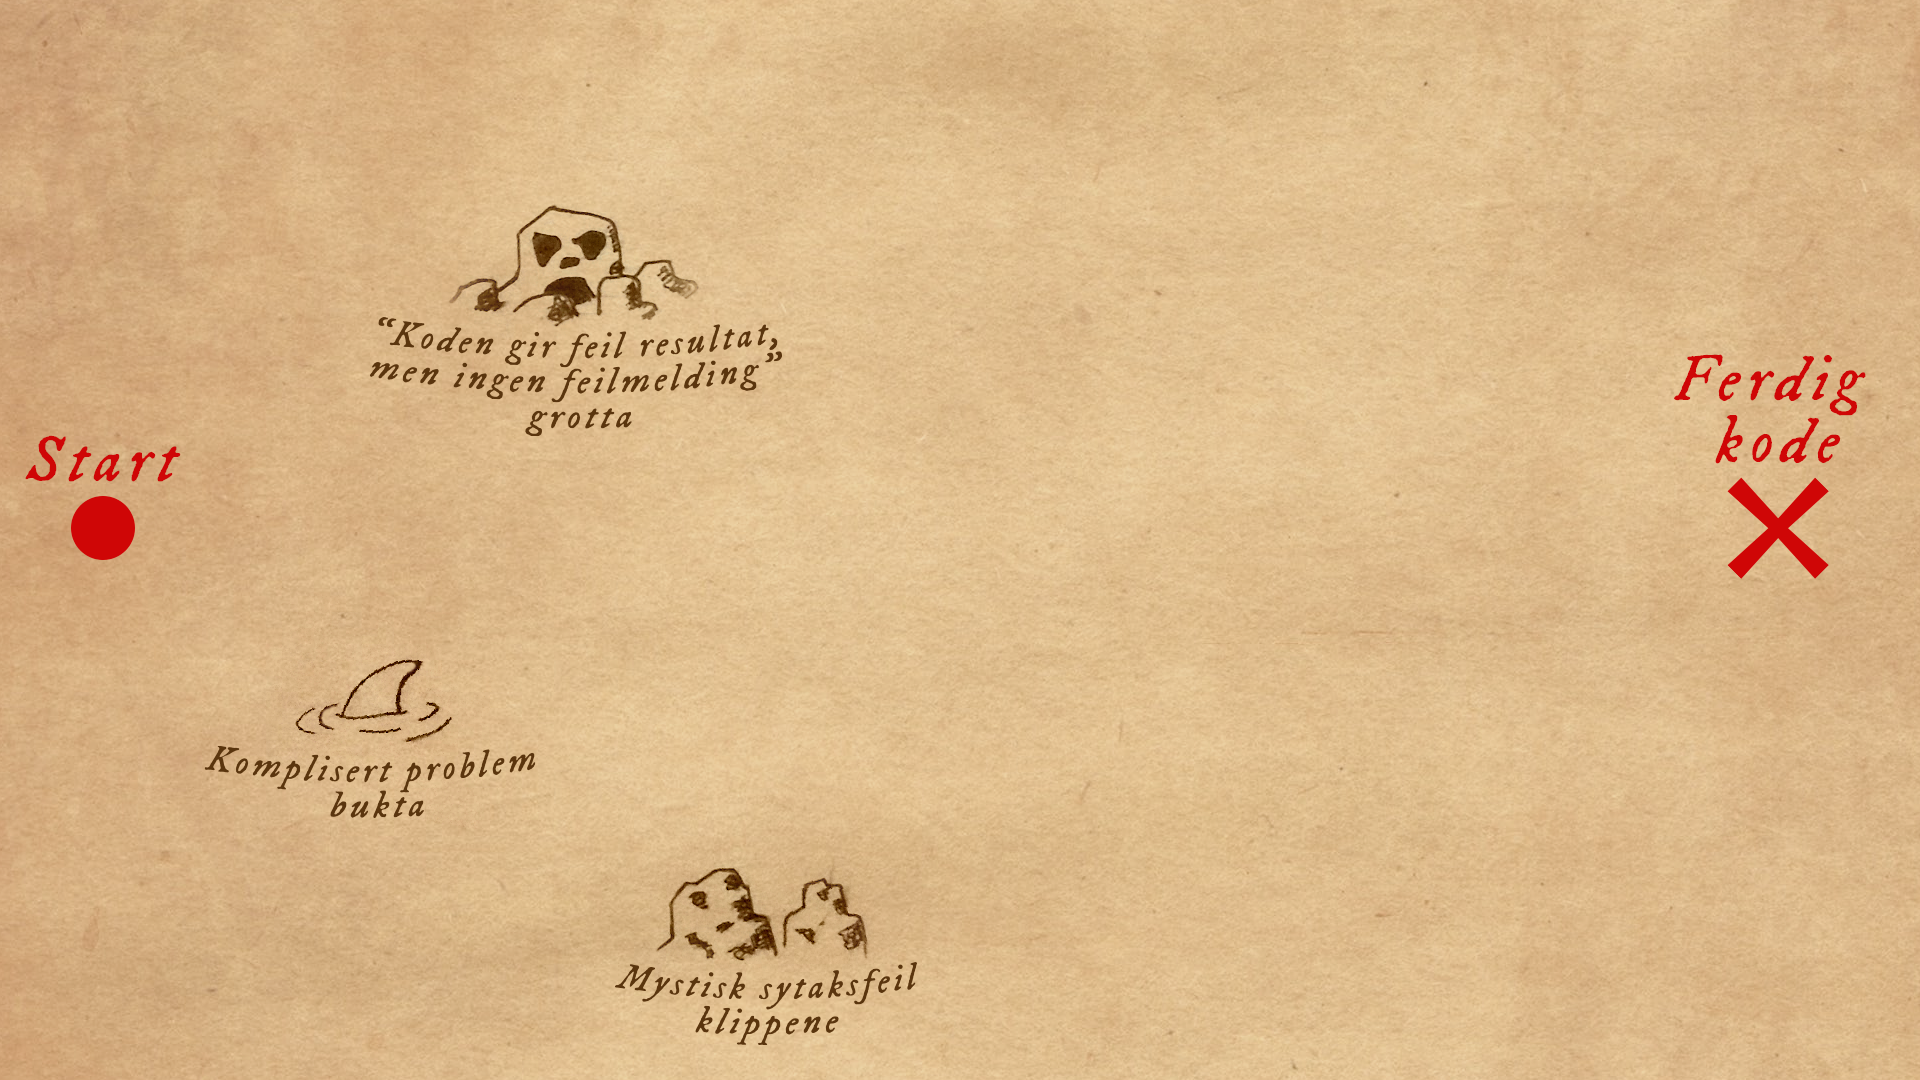 “Koden gir feil resultat,
men ingen feilmelding”
grotta
Start
Ferdig
kode
Komplisert problem
bukta
Mystisk sytaksfeil
klippene